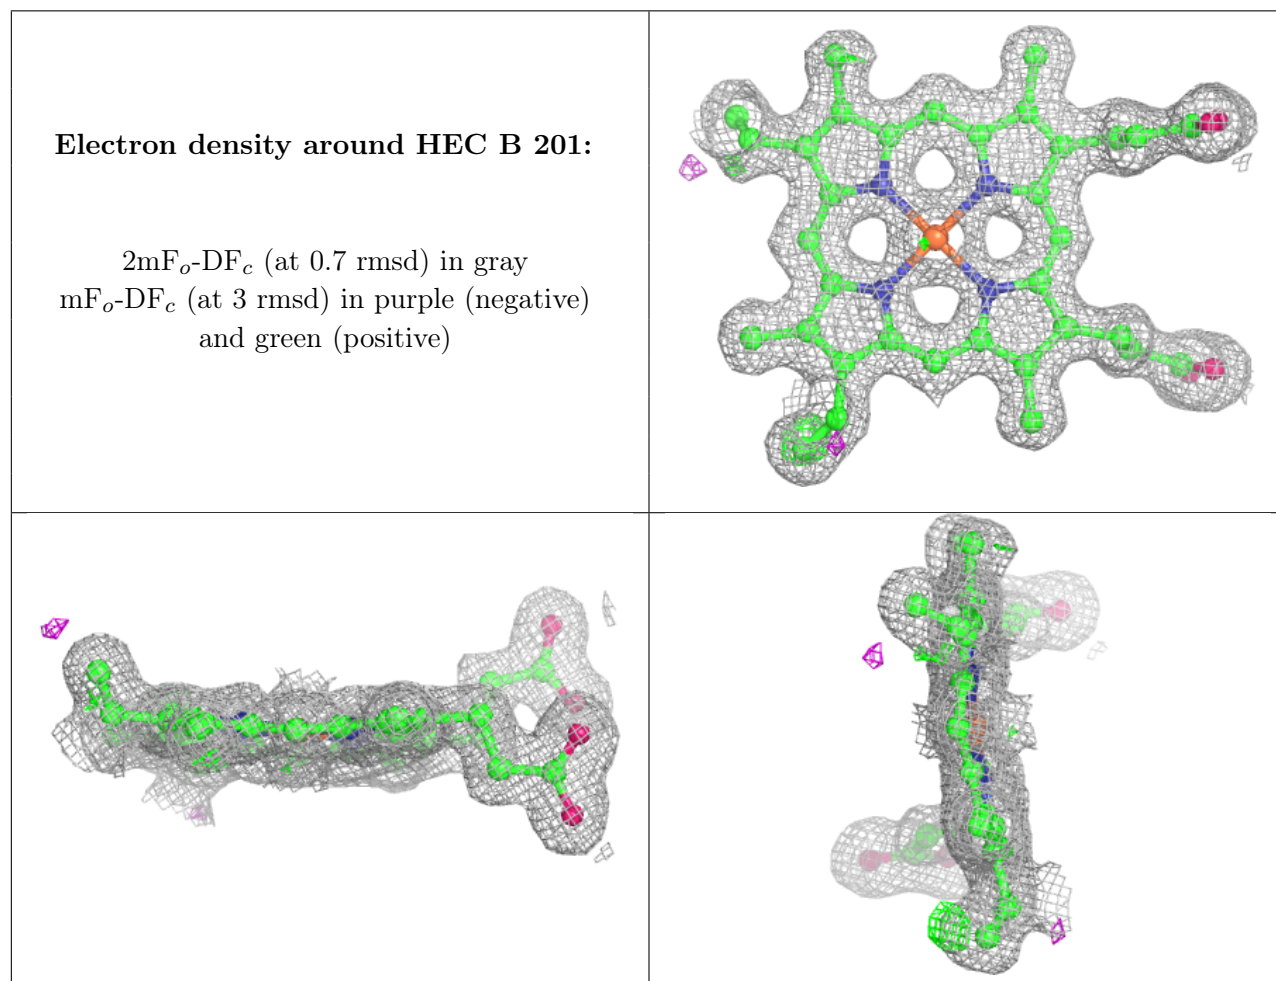 Electron density around HEC B 201:
2mFo-DFc (at 0.7 rmsd) in gray
mFo-DFc (at 3 rmsd) in purple (negative)
and green (positive)